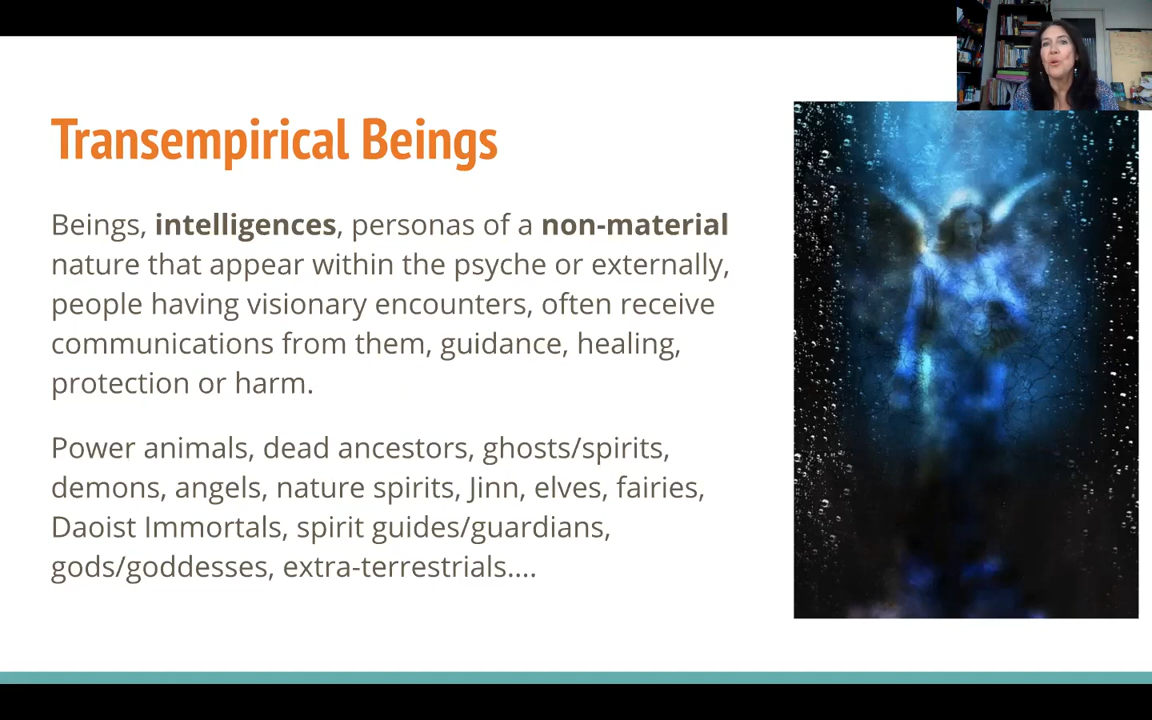 Transempirical Beings
Beings, intelligences, personas of a non-material
nature that appear within the psyche or externally,
people having visionary encounters, often receive
communications from them, guidance, healing,
protection or harm.
Power animals, dead ancestors, ghosts/spirits,
demons, angels, nature spirits, Jinn, elves, fairies,
Daoist Immortals, spirit guides/guardians,
gods/goddesses, extra-terrestrials....